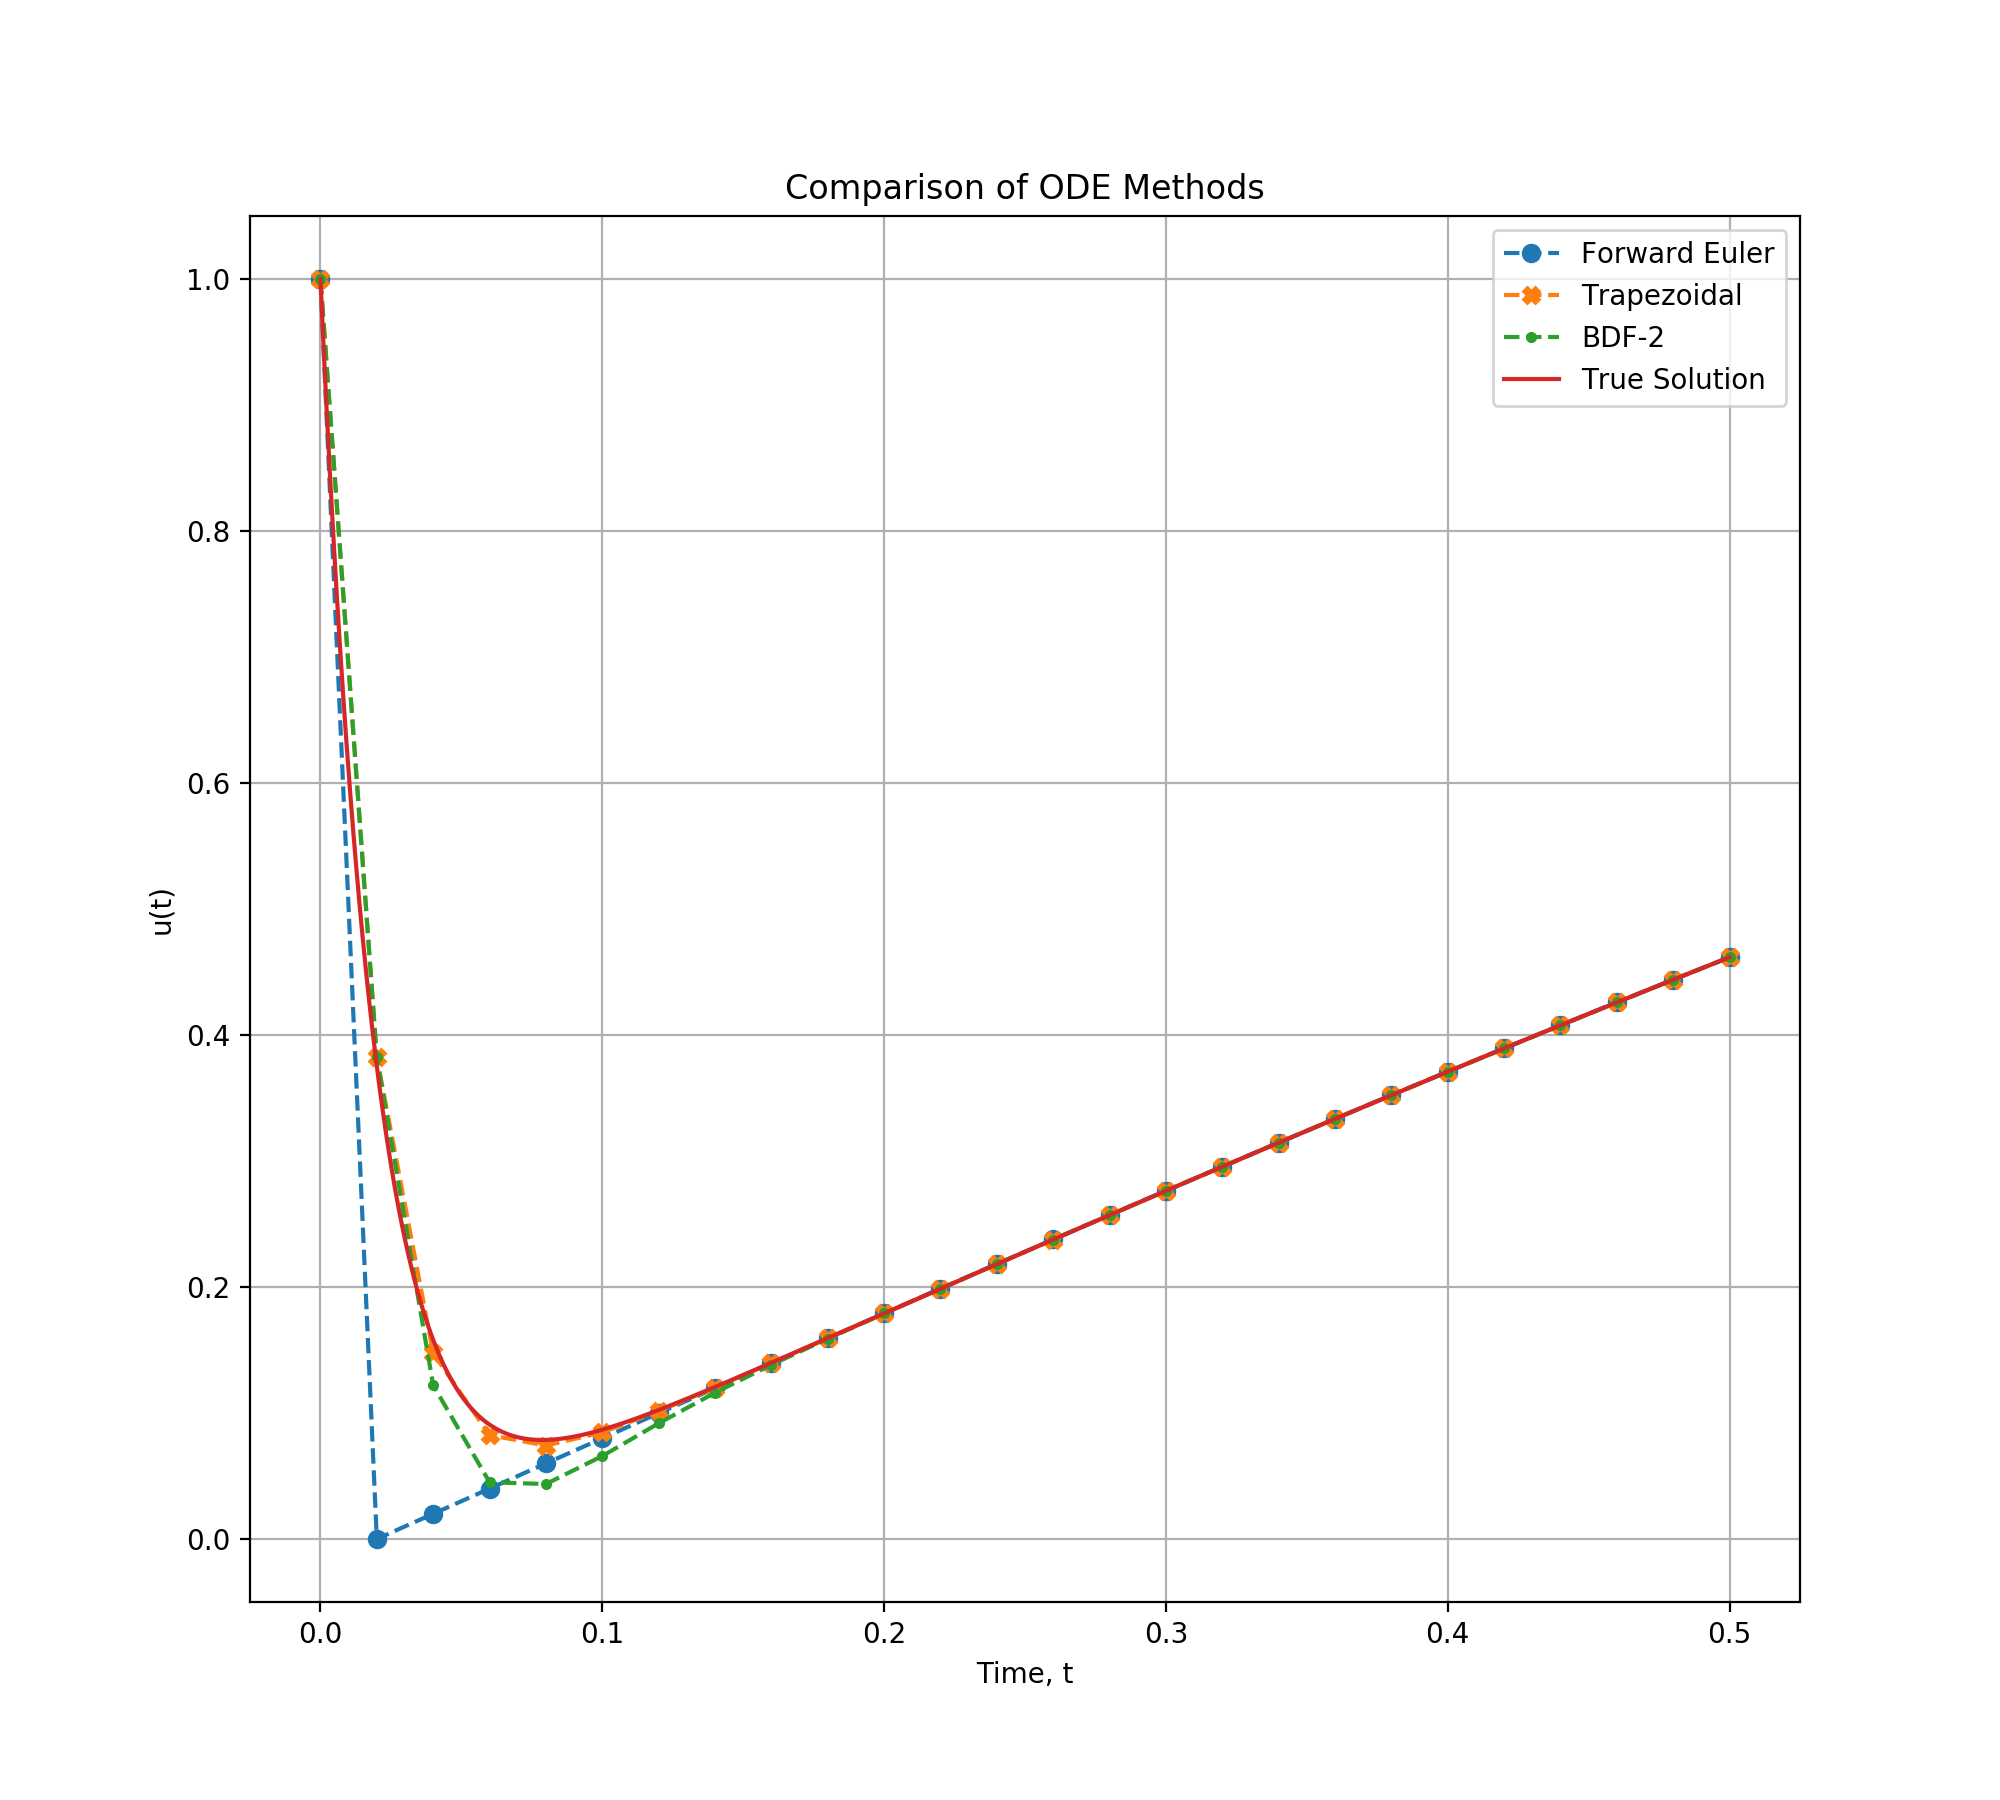 Comparison of ODE Methods
Forward Euler
Trapezoidal
BDF-2
True Solution
1.0
0.8
0.6
0.4
0.2
0.0
u(t)
0.0 0.1 0.2 0.3 0.4 0.5
Time, t